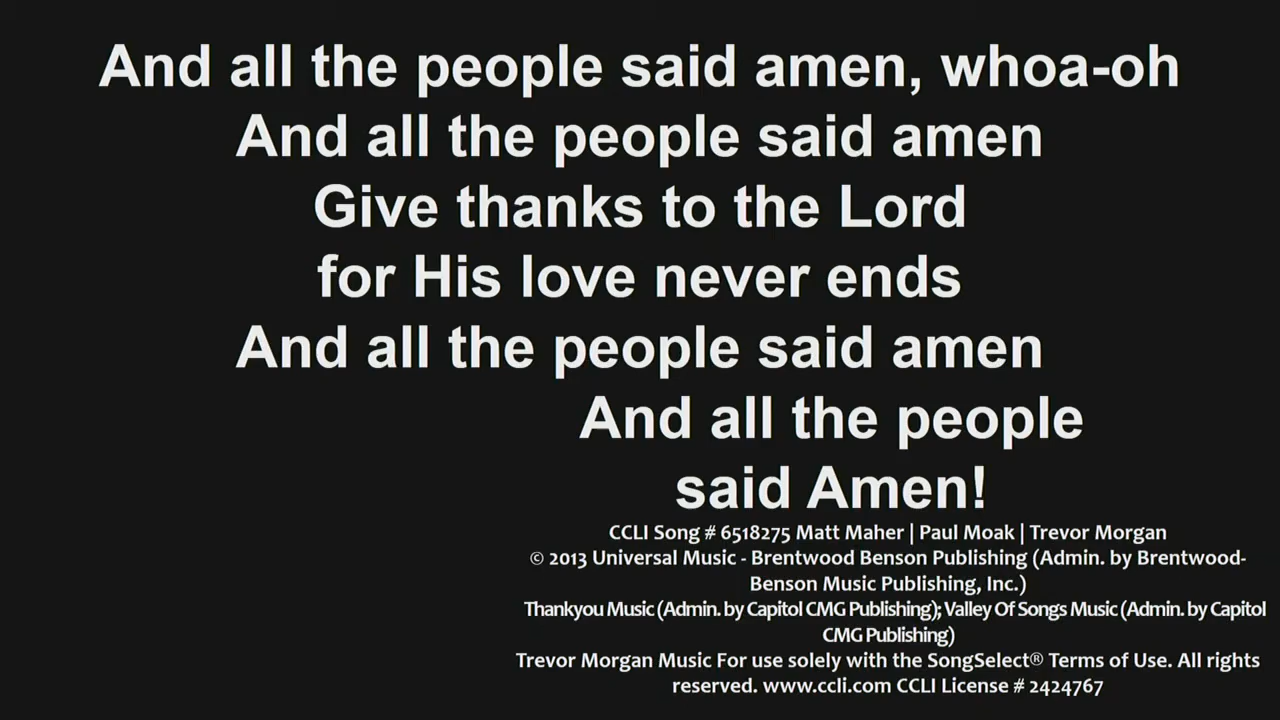 And all the people said amen, whoa-oh
And all the people said amen
Give thanks to the Lord
for His love never ends
And all the people said amen
And all the people
said Amen!
CCLI Song # 6518275 Matt Maher | Paul Moak | Trevor Morgan
© 2013 Universal Music - Brentwood Benson Publishing (Admin. by Brentwood-
Benson Music Publishing, Inc.)
Thankyou Music (Admin. by Capitol CMG Publishing); Valley Of Songs Music (Admin. by Capitol
CMG Publishing)
Trevor Morgan Music For use solely with the SongSelect® Terms of Use. All rights
reserved. www.ccli.com CCLI License # 2424767